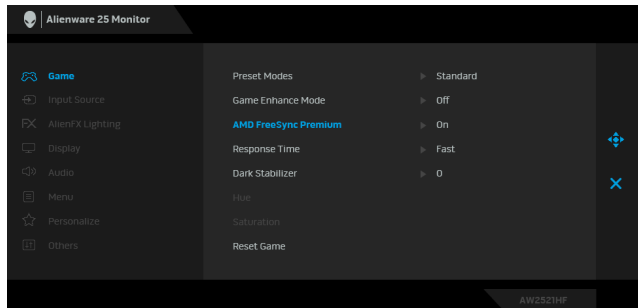 Alienware 25 Monitor
Game
Input Source
FX AlienFX Lighting
Display
Audio
Menu
Personalize
Others
Preset Modes Standard
Game Enhance Mode Off
AMD FreeSync Premium On
Response Time Fast
Dark Stabilizer 0
Hue
Saturation
Reset Game
AW2521HF